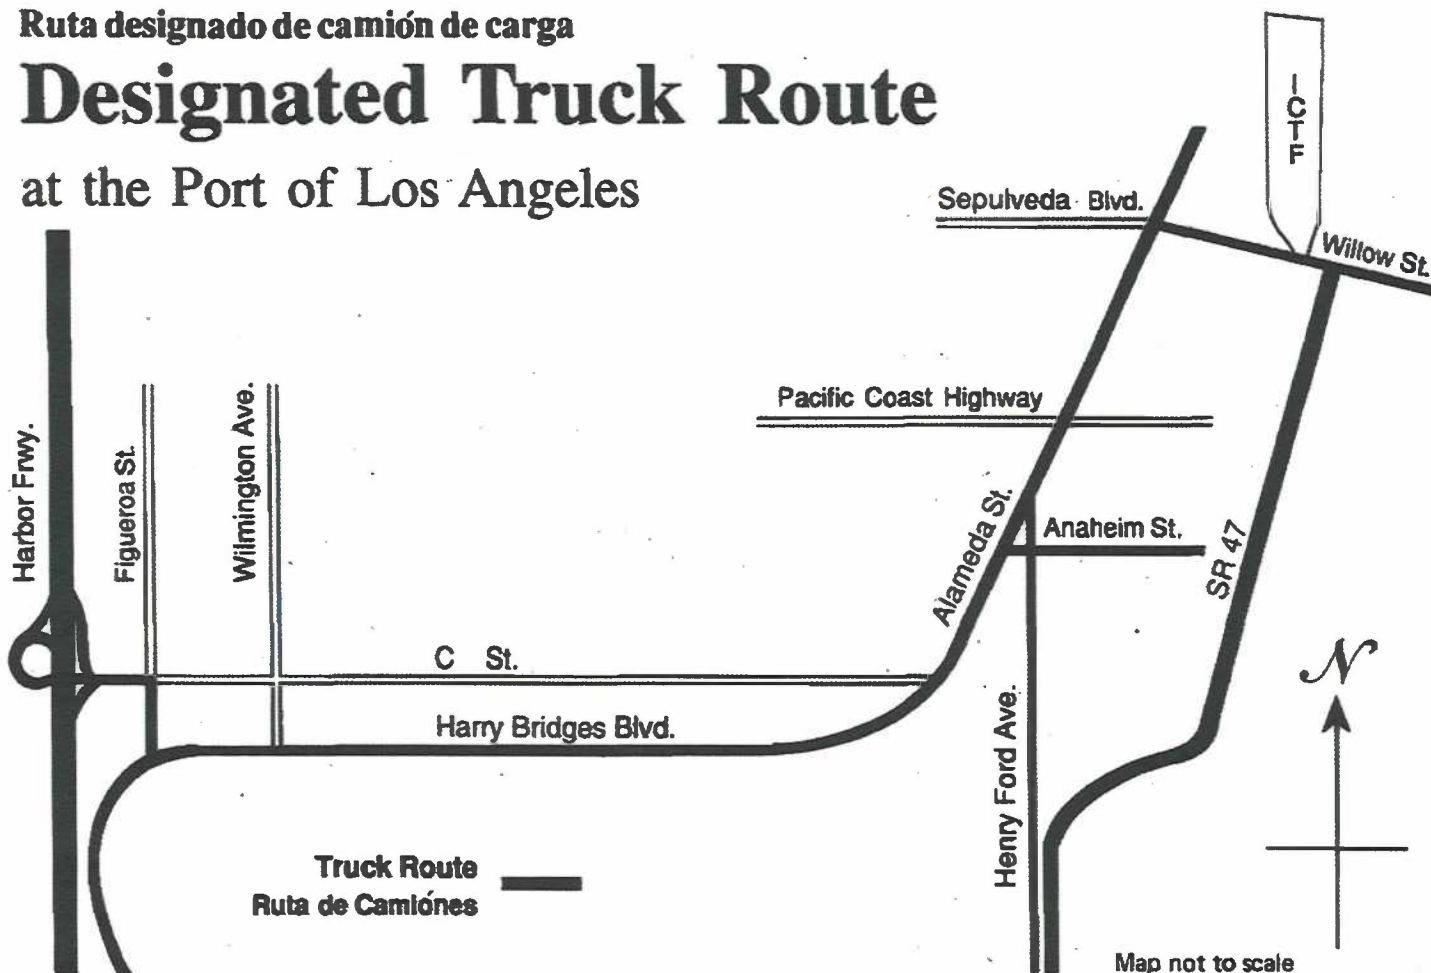 Ruta designado de camión de carga
Designated Truck Route
at the Port of Los Angeles
ICTF
Sepulveda Blvd.
Willow St.
Pacific Coast Highway
Harbor Frwy.
Figueroa St.
Wilmington Ave.
Alameda St.
Anaheim St.
SR 47
C St.
Harry Bridges Blvd.
Henry Ford Ave.
N
Truck Route
Ruta de Camiónes
Map not to scale